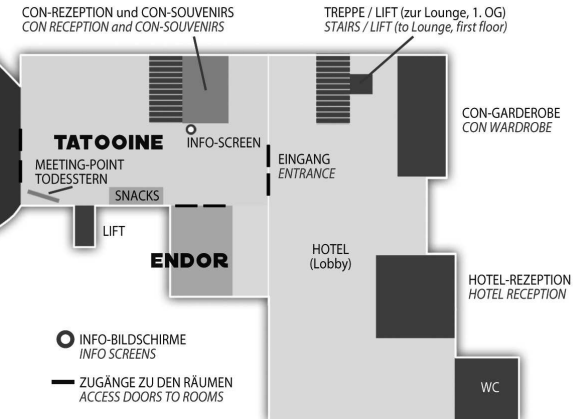 CON-REZEPTION und CON-SOUVENIRS
CON RECEPTION and CON-SOUVENIRS
TREPPE / LIFT (zur Lounge, 1. OG)
STAIRS / LIFT (to Lounge, first floor)
CON-GARDEROBE
CON WARDROBE
TATOOINE
INFO-SCREEN
MEETING-POINT
TODESSTERN
EINGANG
ENTRANCE
SNACKS
LIFT
ENDOR
HOTEL
(Lobby)
HOTEL-REZEPTION
HOTEL RECEPTION
INFO-BILDSCHIRME
INFO SCREENS
ZUGÄNGE ZU DEN RÄUMEN
ACCESS DOORS TO ROOMS
WC